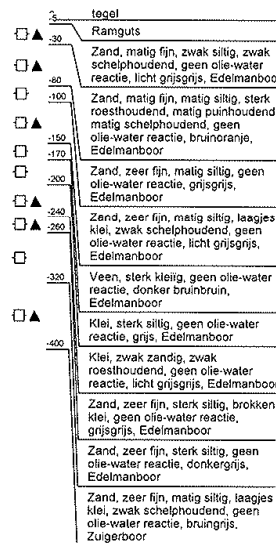 tegel
-5
Ramguts
-30
Zand, matig fijn, zwak siltig, zwak
schelphoudend, geen olie-water
reactie, licht grijsgrijs, Edelmanboo
-80
-100
Zand, matig fijn, matig siltig, sterk
roesthoudend, matig puinhoudend
matig schelphoudend, geen
olie-water reactie, bruinoranje,
Edelmanboor
-150
-170
Zand, zeer fijn, matig siltig, geen
olie-water reactie, grijsgrijs,
Edelmanboor
-200
-240
-260
Zand, zeer fijn, matig siltig, laagjes
klei, zwak schelphoudend, geen
olie-water reactie, licht grijsgrijs,
Edelmanboor
-320
Veen, sterk kleiïg, geen olie-water
reactie, donker bruinbruin,
Edelmanboor
Klei, sterk siltig, geen olie-water
reactie, grijs, Edelmanboor
-400
Klei, zwak zandig, zwak
roesthoudend, geen olie-water
reactie, licht grijsgrijs, Edelmanboo
Zand, zeer fijn, sterk siltig, brokken
klei, geen olie-water reactie,
grijsgrijs, Edelmanboor
Zand, zeer fijn, sterk siltig, geen
olie-water reactie, donkergrijs,
Edelmanboor
Zand, zeer fijn, matig siltig, laagjes
klei, zwak schelphoudend, geen
olie-water reactie, bruingrijs,
Zuigerboor